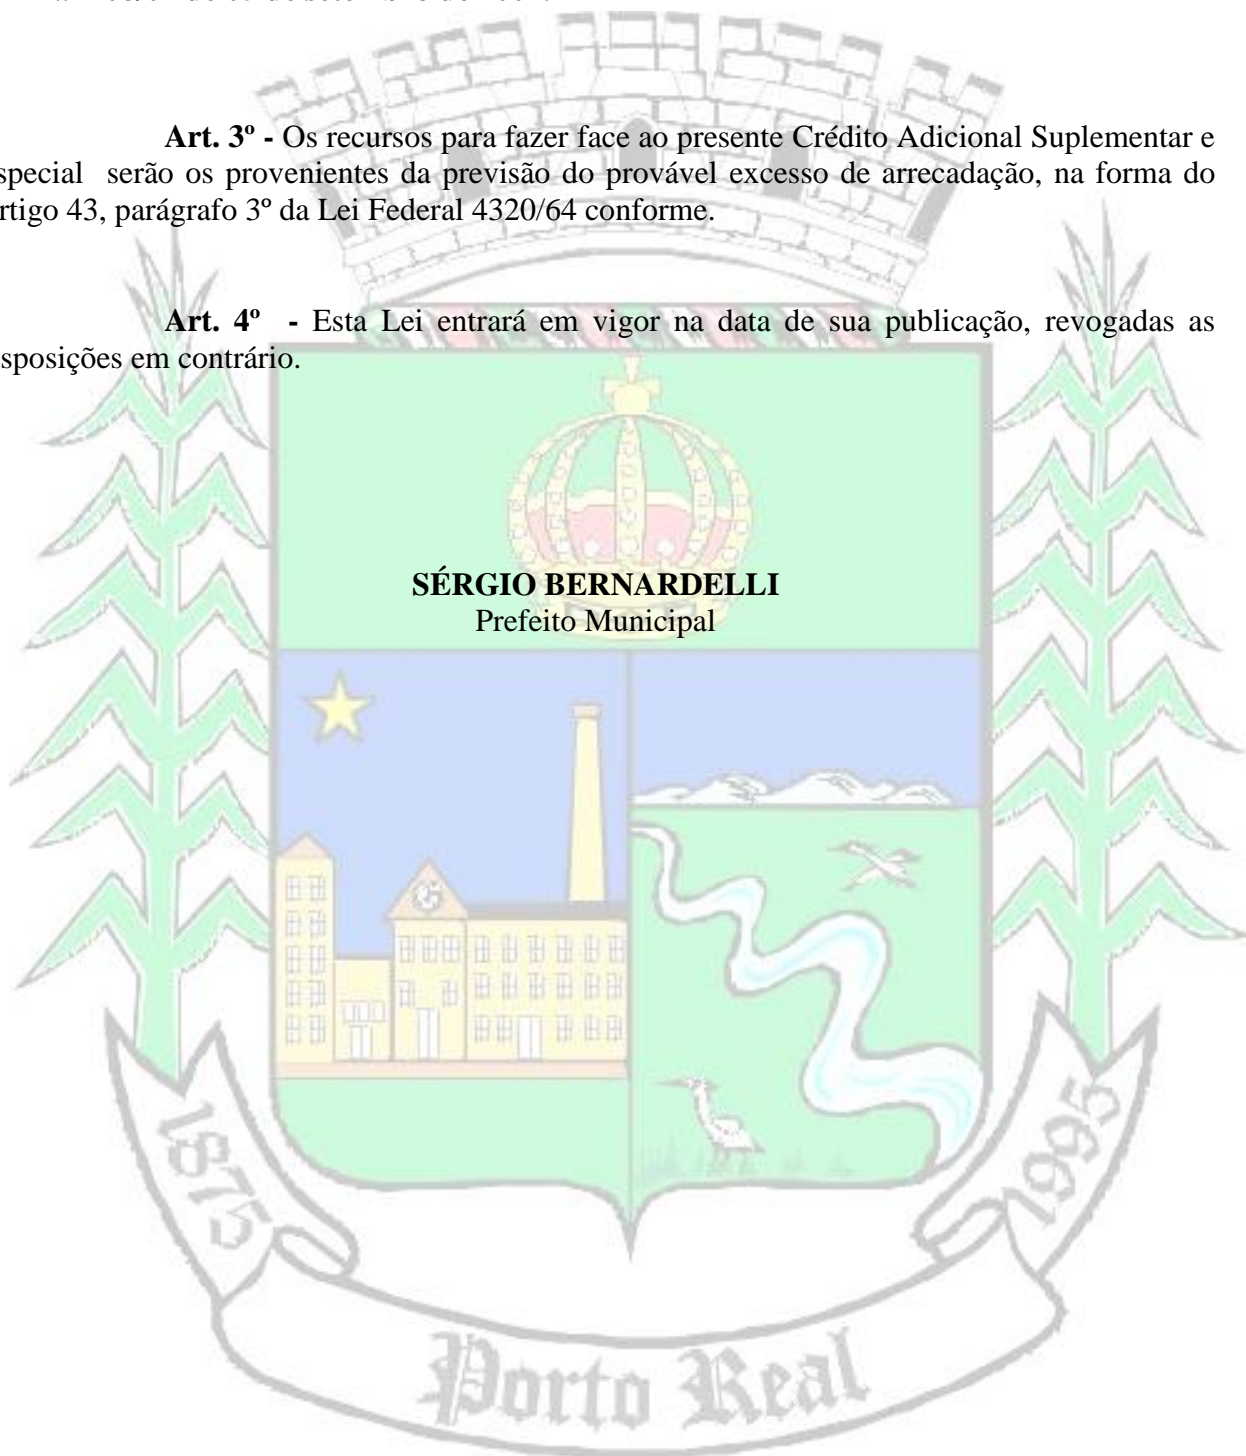 Art. 3º - Os recursos para fazer face ao presente Crédito Adicional Suplementar e
special serão os provenientes da previsão do provável excesso de arrecadação, na forma do
rtigo 43, parágrafo 3º da Lei Federal 4320/64 conforme.
Art. 4º - Esta Lei entrará em vigor na data de sua publicação, revogadas as
sposições em contrário.
SÉRGIO BERNARDELLI
Prefeito Municipal
1875
1995
Porto Real